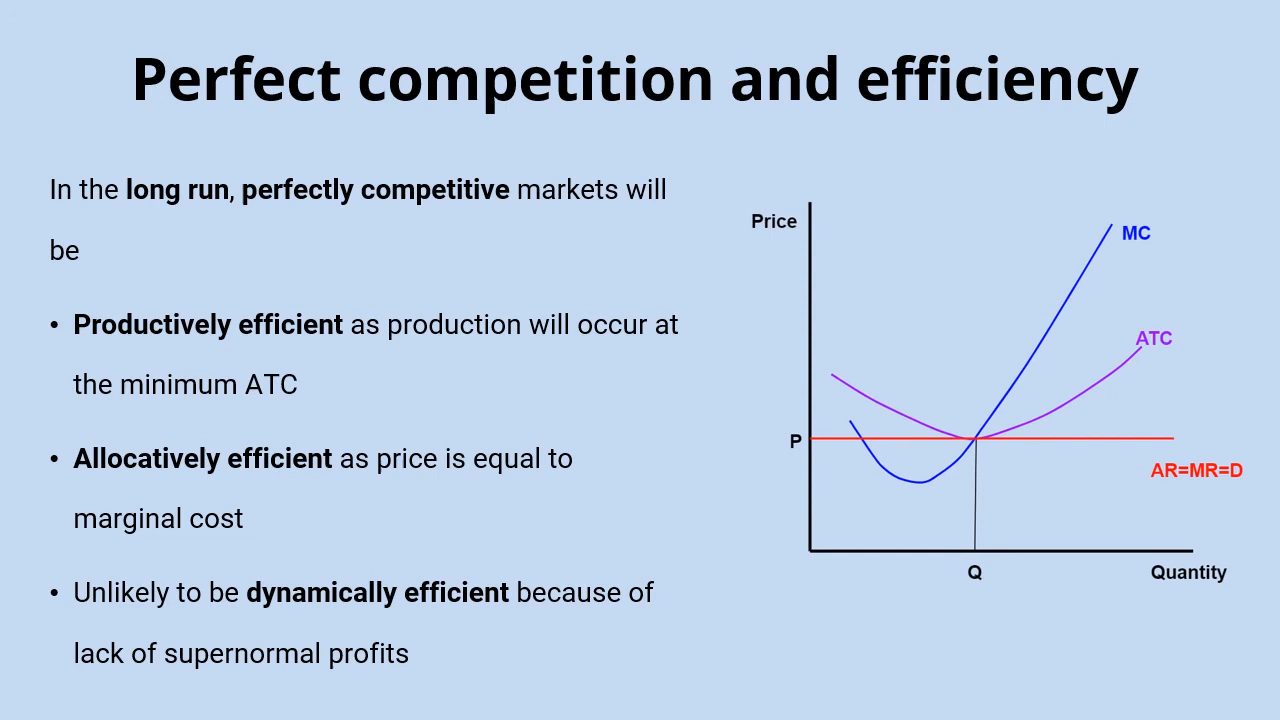 Perfect competition and efficiency
In the long run, perfectly competitive markets will
be
• Productively efficient as production will occur at
the minimum ATC
• Allocatively efficient as price is equal to
marginal cost
• Unlikely to be dynamically efficient because of
lack of supernormal profits
Price
MC
ATC
P
AR=MR=D
Q
Quantity